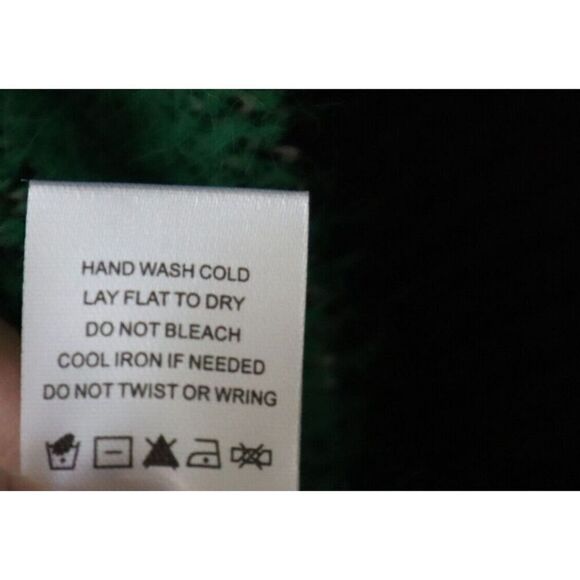 HAND WASH COLD
LAY FLAT TO DRY
DO NOT BLEACH
COOL IRON IF NEEDED
DO NOT TWIST OR WRING